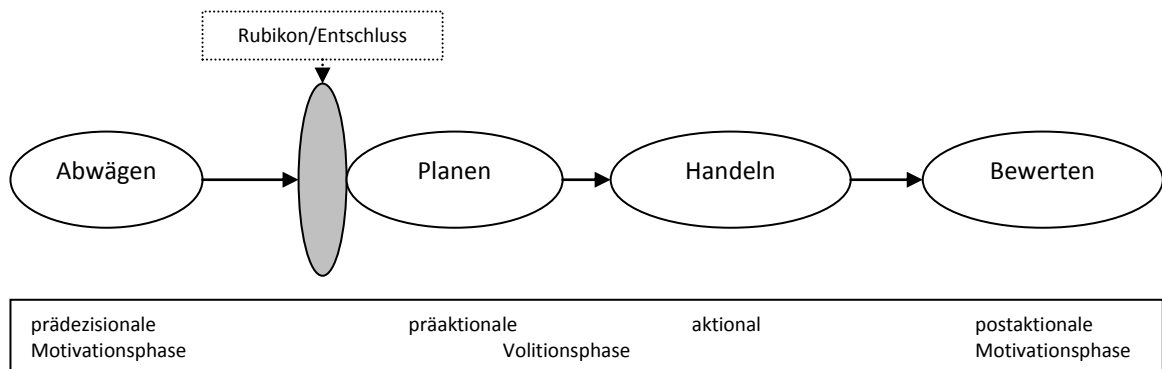 Rubikon/Entschluss
Abwägen Planen Handeln Bewerten
prädezisionale präaktionale aktional postaktionale
Motivationsphase Volitionsphase Motivationsphase